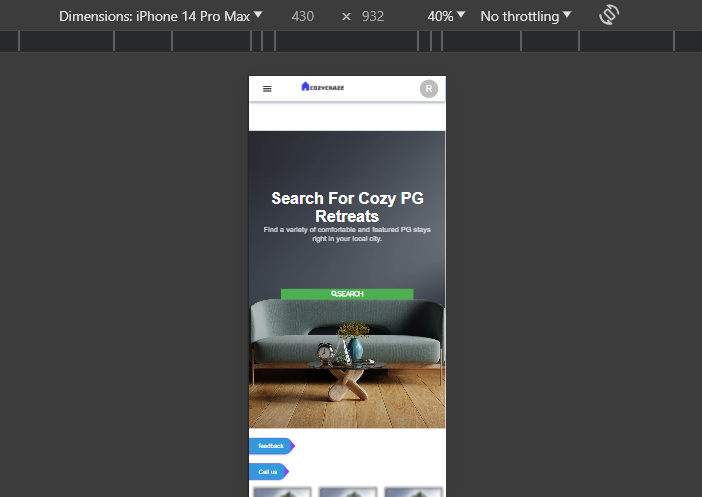 Dimensions: iPhone 14 Pro Max 430 × 932 40% No throttling
COZYCRAZE R
Search For Cozy PG
Retreats
Find a variety of comfortable and featured PG stays
right in your local city.
SEARCH
feedback
Call us